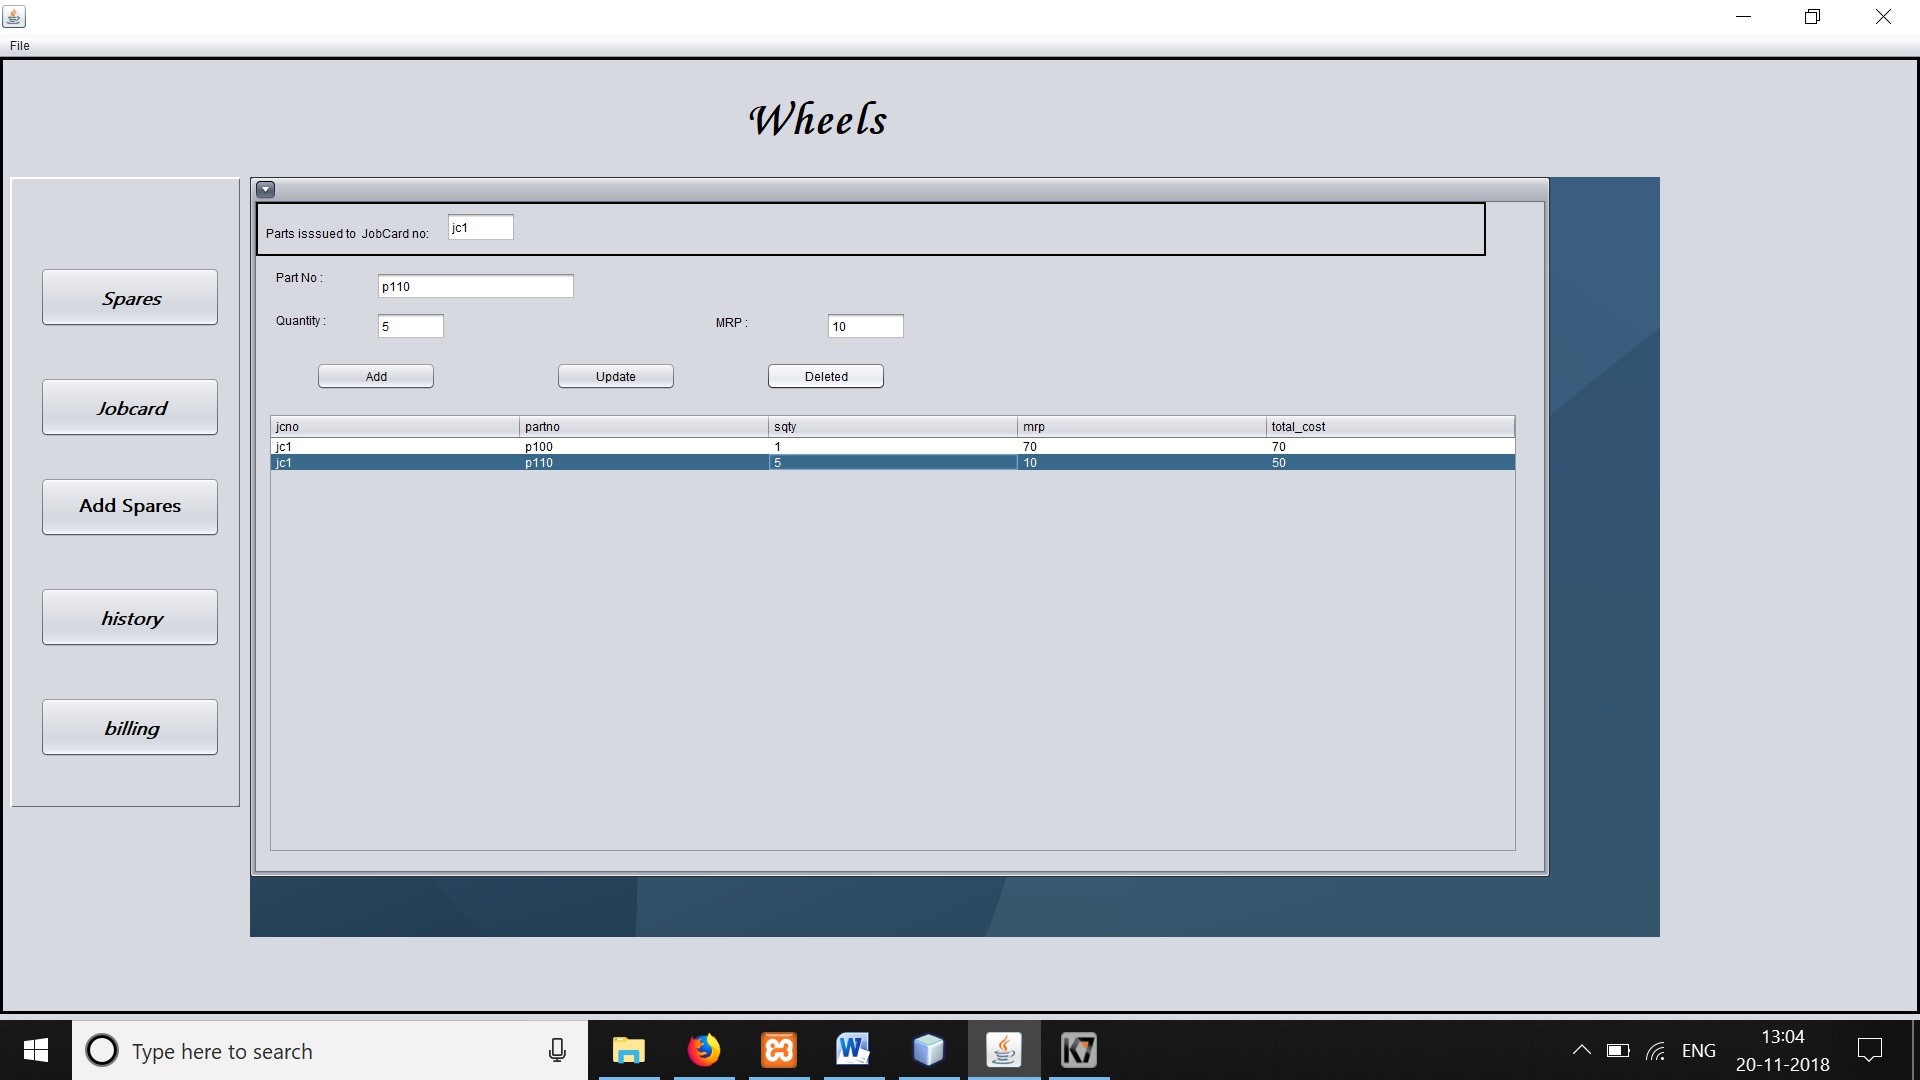 File
Wheels
Spares
Jobcard
Add Spares
history
billing
Parts isssued to JobCard no: jc1
Part No : p110
Quantity : 5 MRP : 10
Add Update Deleted
jcno partno sqty mrp total_cost
jc1 p100 1 70 70
jc1 p110 5 10 50
Type here to search
W
K7
ENG
13:04
20-11-2018